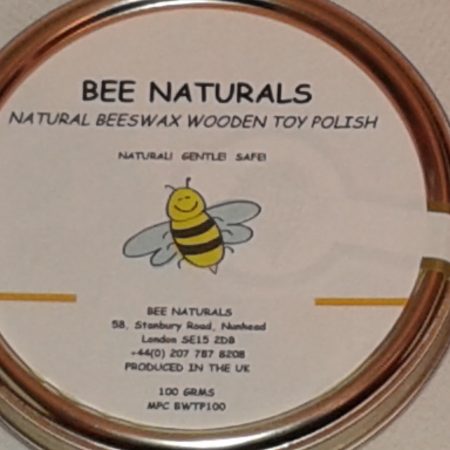 BEE NATURALS
NATURAL BEESWAX WOODEN TOY POLISH
NATURAL! GENTLE! SAFE!
BEE NATURALS
58, Stanbury Road, Nunhead
London SE15 2DB
+44(0) 207 787 8208
PRODUCED IN THE UK
100 GRMS
MPC BWTP100